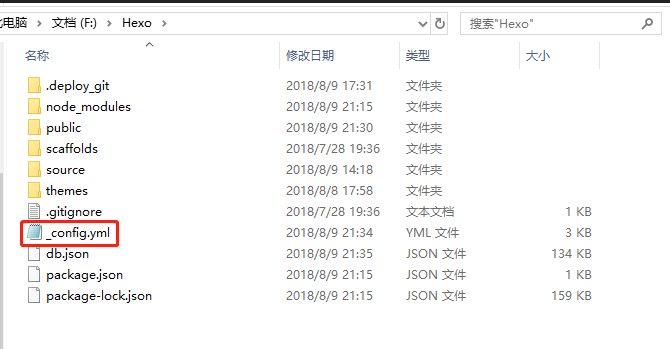 此电脑 › 文档 (F:) › Hexo › 搜索"Hexo"
名称 修改日期 类型 大小
.deploy_git 2018/8/9 17:31 文件夹
node_modules 2018/8/9 21:15 文件夹
public 2018/8/9 21:30 文件夹
scaffolds 2018/7/28 19:36 文件夹
source 2018/8/9 14:18 文件夹
themes 2018/8/8 17:58 文件夹
.gitignore 2018/7/28 19:36 文本文档 1 KB
_config.yml 2018/8/9 21:34 YML 文件 3 KB
db.json 2018/8/9 21:35 JSON 文件 134 KB
package.json 2018/8/9 21:15 JSON 文件 1 KB
package-lock.json 2018/8/9 21:15 JSON 文件 159 KB